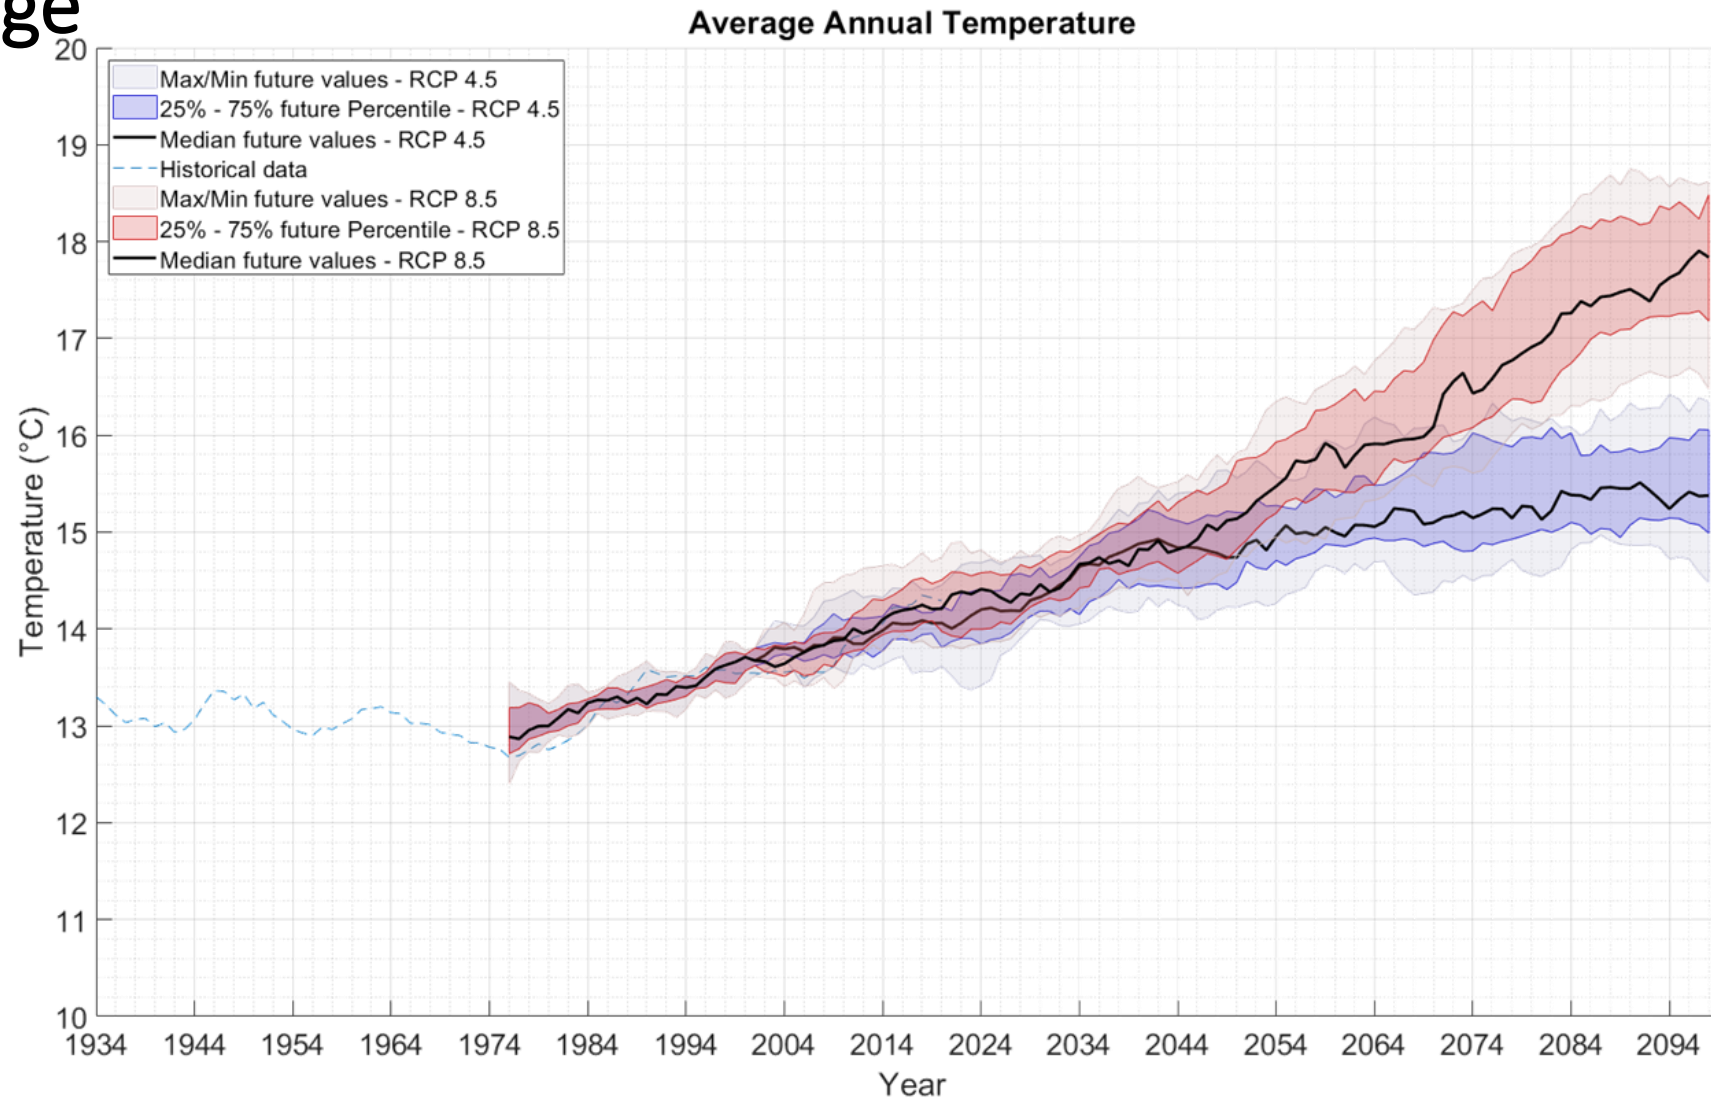 ge
Average Annual Temperature
Max/Min future values - RCP 4.5
25% - 75% future Percentile - RCP 4.5
Median future values - RCP 4.5
Historical data
Max/Min future values - RCP 8.5
25% - 75% future Percentile - RCP 8.5
Median future values - RCP 8.5
Temperature (°C)
20
19
18
17
16
15
14
13
12
11
10
1934 1944 1954 1964 1974 1984 1994 2004 2014 2024 2034 2044 2054 2064 2074 2084 2094
Year